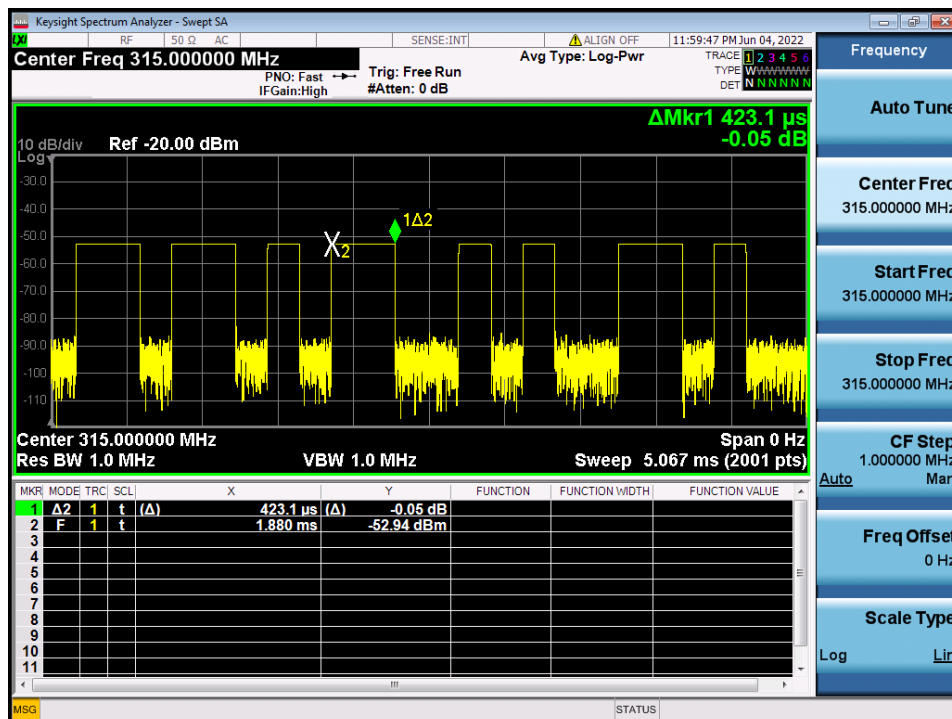 Keysight Spectrum Analyzer - Swept SA
LXI RF 50 Ω AC SENSE:INT ALIGN OFF 11:59:47 PM Jun 04, 2022
Center Freq 315.000000 MHz
PNO: Fast
IFGain:High
Trig: Free Run
#Atten: 0 dB
Avg Type: Log-Pwr
TRACE 1 2 3 4 5 6
TYPE WWWWWW
DET N N N N N N
ΔMkr1 423.1 µs
-0.05 dB
10 dB/div Ref -20.00 dBm
Log
-30.0
-40.0
-50.0
-60.0
-70.0
-80.0
-90.0
-100
-110
1Δ2
X2
Center 315.000000 MHz Span 0 Hz
Res BW 1.0 MHz VBW 1.0 MHz Sweep 5.067 ms (2001 pts)
MKR MODE TRC SCL X Y FUNCTION FUNCTION WIDTH FUNCTION VALUE
1 Δ2 1 t (Δ) 423.1 µs (Δ) -0.05 dB
2 F 1 t 1.880 ms -52.94 dBm
3
4
5
6
7
8
9
10
11
MSG STATUS
Frequency
Auto Tune
Center Freq
315.000000 MHz
Start Freq
315.000000 MHz
Stop Freq
315.000000 MHz
CF Step
1.000000 MHz
Auto Man
Freq Offset
0 Hz
Scale Type
Log Lin